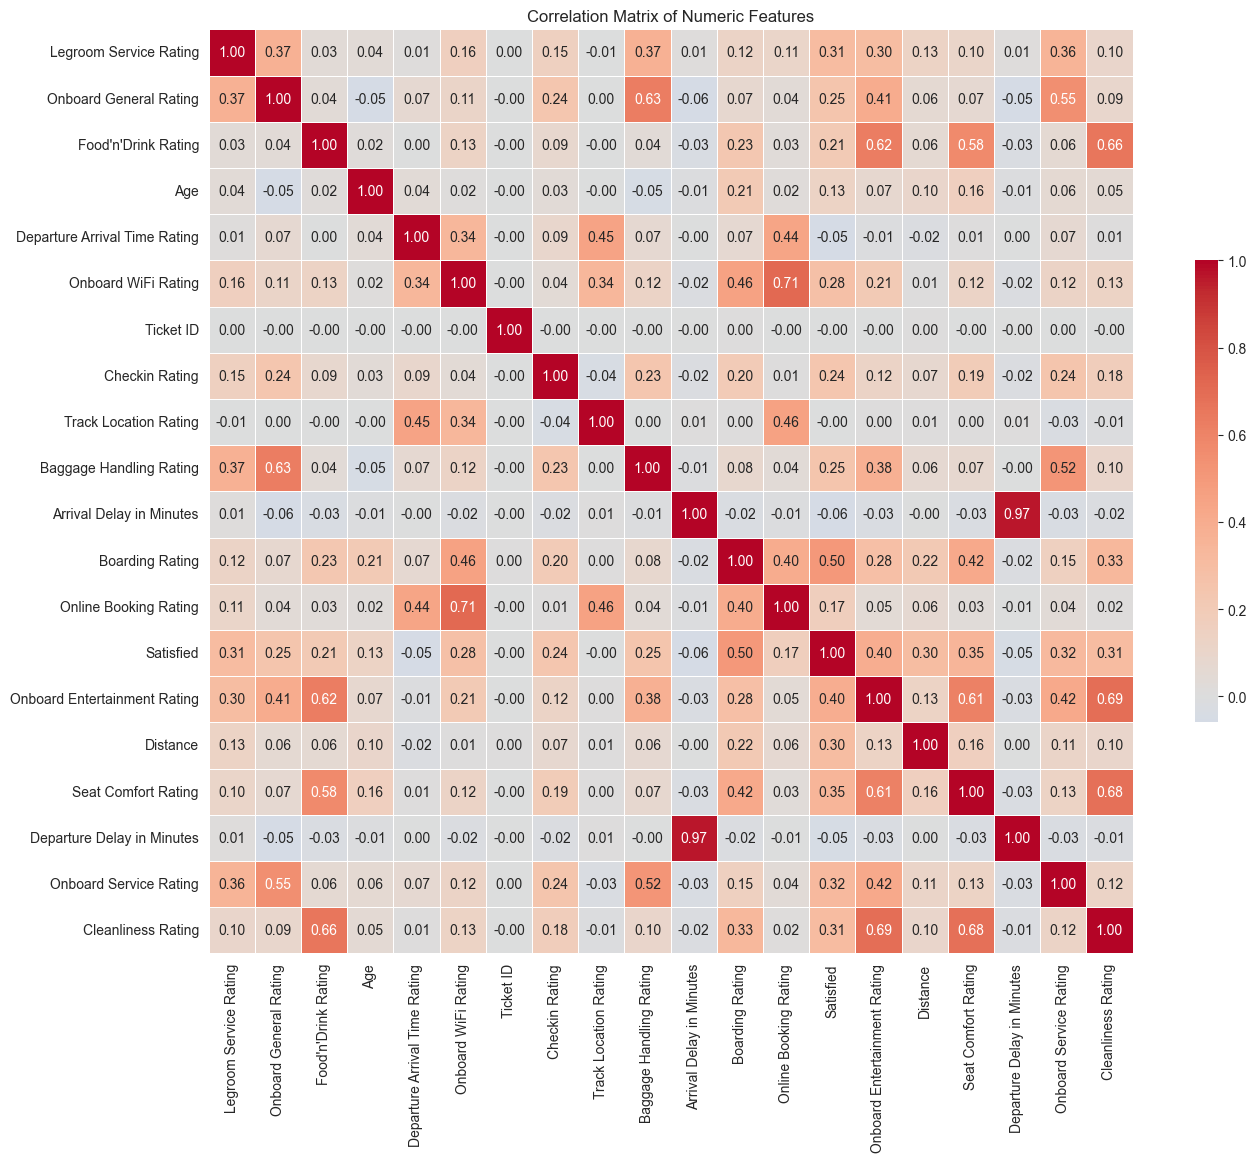 Correlation Matrix of Numeric Features
Legroom Service Rating 1.00 0.37 0.03 0.04 0.01 0.16 0.00 0.15 -0.01 0.37 0.01 0.12 0.11 0.31 0.30 0.13 0.10 0.01 0.36 0.10
Onboard General Rating 0.37 1.00 0.04 -0.05 0.07 0.11 -0.00 0.24 0.00 0.63 -0.06 0.07 0.04 0.25 0.41 0.06 0.07 -0.05 0.55 0.09
Food'n'Drink Rating 0.03 0.04 1.00 0.02 0.00 0.13 -0.00 0.09 -0.00 0.04 -0.03 0.23 0.03 0.21 0.62 0.06 0.58 -0.03 0.06 0.66
Age 0.04 -0.05 0.02 1.00 0.04 0.02 -0.00 0.03 -0.00 -0.05 -0.01 0.21 0.02 0.13 0.07 0.10 0.16 -0.01 0.06 0.05
Departure Arrival Time Rating 0.01 0.07 0.00 0.04 1.00 0.34 -0.00 0.09 0.45 0.07 -0.00 0.07 0.44 -0.05 -0.01 -0.02 0.01 0.00 0.07 0.01
Onboard WiFi Rating 0.16 0.11 0.13 0.02 0.34 1.00 -0.00 0.04 0.34 0.12 -0.02 0.46 0.71 0.28 0.21 0.01 0.12 -0.02 0.12 0.13
Ticket ID 0.00 -0.00 -0.00 -0.00 -0.00 -0.00 1.00 -0.00 -0.00 -0.00 -0.00 0.00 -0.00 0.00 -0.00 0.00 -0.00 -0.00 0.00 -0.00
Checkin Rating 0.15 0.24 0.09 0.03 0.09 0.04 -0.00 1.00 -0.04 0.23 -0.02 0.20 0.01 0.24 0.12 0.07 0.19 -0.02 0.24 0.18
Track Location Rating -0.01 0.00 -0.00 -0.00 0.45 0.34 -0.00 -0.04 1.00 0.00 0.01 0.00 0.46 -0.00 0.00 0.01 0.00 0.01 -0.03 -0.01
Baggage Handling Rating 0.37 0.63 0.04 -0.05 0.07 0.12 -0.00 0.23 0.00 1.00 -0.01 0.08 0.04 0.25 0.38 0.06 0.07 -0.00 0.52 0.10
Arrival Delay in Minutes 0.01 -0.06 -0.03 -0.01 -0.00 -0.02 -0.00 -0.02 0.01 -0.01 1.00 -0.02 -0.01 -0.06 -0.03 -0.00 -0.03 0.97 -0.03 -0.02
Boarding Rating 0.12 0.07 0.23 0.21 0.07 0.46 0.00 0.20 0.00 0.08 -0.02 1.00 0.40 0.50 0.28 0.22 0.42 -0.02 0.15 0.33
Online Booking Rating 0.11 0.04 0.03 0.02 0.44 0.71 -0.00 0.01 0.46 0.04 -0.01 0.40 1.00 0.17 0.05 0.06 0.03 -0.01 0.04 0.02
Satisfied 0.31 0.25 0.21 0.13 -0.05 0.28 0.00 0.24 -0.00 0.25 -0.06 0.50 0.17 1.00 0.40 0.30 0.35 -0.05 0.32 0.31
Onboard Entertainment Rating 0.30 0.41 0.62 0.07 -0.01 0.21 -0.00 0.12 0.00 0.38 -0.03 0.28 0.05 0.40 1.00 0.13 0.61 -0.03 0.42 0.69
Distance 0.13 0.06 0.06 0.10 -0.02 0.01 0.00 0.07 0.01 0.06 -0.00 0.22 0.06 0.30 0.13 1.00 0.16 0.00 0.11 0.10
Seat Comfort Rating 0.10 0.07 0.58 0.16 0.01 0.12 -0.00 0.19 0.00 0.07 -0.03 0.42 0.03 0.35 0.61 0.16 1.00 -0.03 0.13 0.68
Departure Delay in Minutes 0.01 -0.05 -0.03 -0.01 0.00 -0.02 -0.00 -0.02 0.01 -0.00 0.97 -0.02 -0.01 -0.05 -0.03 0.00 -0.03 1.00 -0.03 -0.01
Onboard Service Rating 0.36 0.55 0.06 0.06 0.07 0.12 0.00 0.24 -0.03 0.52 -0.03 0.15 0.04 0.32 0.42 0.11 0.13 -0.03 1.00 0.12
Cleanliness Rating 0.10 0.09 0.66 0.05 0.01 0.13 -0.00 0.18 -0.01 0.10 -0.02 0.33 0.02 0.31 0.69 0.10 0.68 -0.01 0.12 1.00
Legroom Service Rating
Onboard General Rating
Food'n'Drink Rating
Age
Departure Arrival Time Rating
Onboard WiFi Rating
Ticket ID
Checkin Rating
Track Location Rating
Baggage Handling Rating
Arrival Delay in Minutes
Boarding Rating
Online Booking Rating
Satisfied
Onboard Entertainment Rating
Distance
Seat Comfort Rating
Departure Delay in Minutes
Onboard Service Rating
Cleanliness Rating
1.0
0.8
0.6
0.4
0.2
0.0